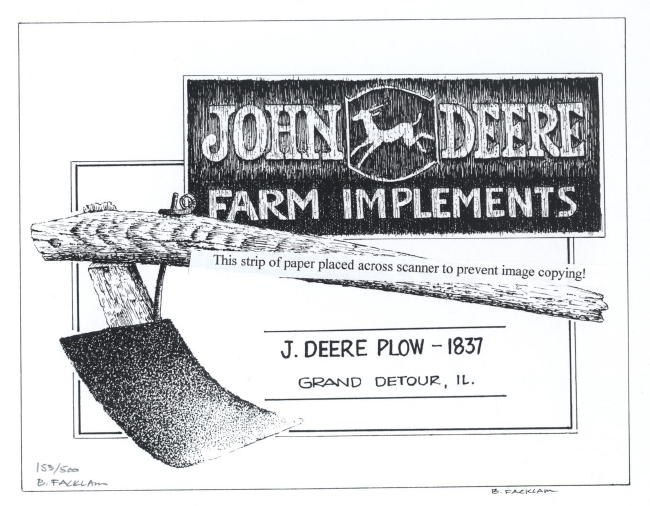 JOHN DEERE
FARM IMPLEMENTS
This strip of paper placed across scanner to prevent image copying!
J. DEERE PLOW - 1837
GRAND DETOUR, IL.
153/500
B. FACKLAM
B. FACKLAM